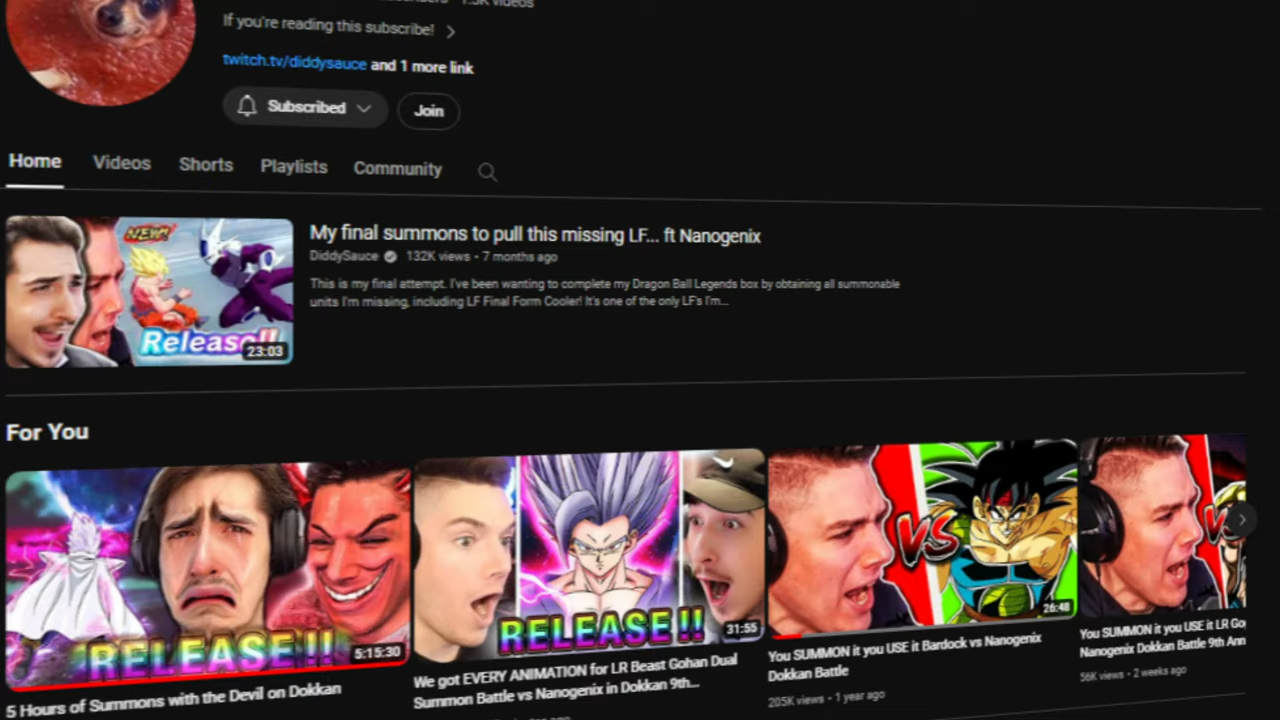 1.3K videos
If you're reading this subscribe!
twitch.tv/diddysauce and 1 more link
Subscribed
Join
Home Videos Shorts Playlists Community
NEW!
Release!!
23:03
My final summons to pull this missing LF... ft Nanogenix
DiddySauce 132K views • 7 months ago
This is my final attempt. I've been wanting to complete my Dragon Ball Legends box by obtaining all summonable
units I'm missing, including LF Final Form Cooler! It's one of the only LF's I'm...
For You
RELEASE!!
5:15:30
5 Hours of Summons with the Devil on Dokkan
RELEASE!!
31:55
We got EVERY ANIMATION for LR Beast Gohan Dual
Summon Battle vs Nanogenix in Dokkan 9th...
VS
26:48
You SUMMON it you USE it Bardock vs Nanogenix
Dokkan Battle
205K views • 1 year ago
VS
You SUMMON it you USE it LR Go
Nanogenix Dokkan Battle 9th Ann
56K views • 2 weeks ago